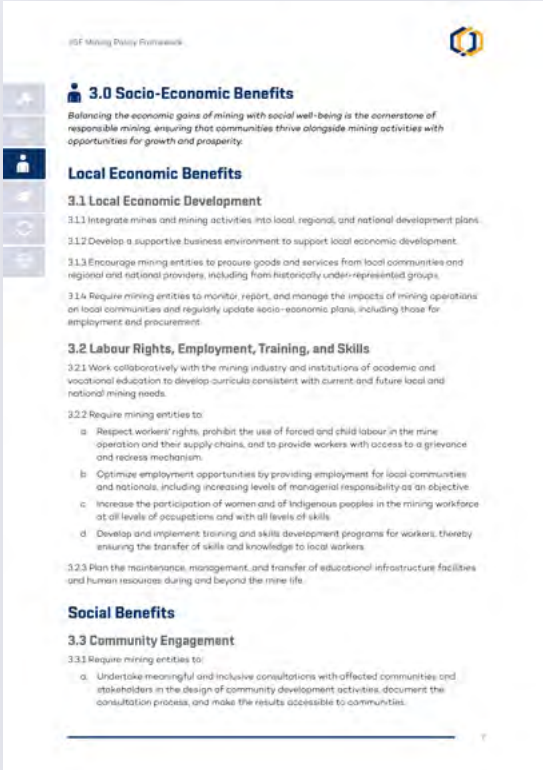 IGF Mining Policy Framework
3.0 Socio-Economic Benefits
Balancing the economic gains of mining with social well-being is the cornerstone of
responsible mining, ensuring that communities thrive alongside mining activities with
opportunities for growth and prosperity.
Local Economic Benefits
3.1 Local Economic Development
3.1.1 Integrate mines and mining activities into local, regional, and national development plans.
3.1.2 Develop a supportive business environment to support local economic development.
3.1.3 Encourage mining entities to procure goods and services from local communities and
regional and national providers, including from historically under-represented groups.
3.1.4 Require mining entities to monitor, report, and manage the impacts of mining operations
on local communities and regularly update socio-economic plans, including those for
employment and procurement.
3.2 Labour Rights, Employment, Training, and Skills
3.2.1 Work collaboratively with the mining industry and institutions of academic and
vocational education to develop curricula consistent with current and future local and
national mining needs.
3.2.2 Require mining entities to:
a. Respect workers' rights, prohibit the use of forced and child labour in the mine
operation and their supply chains, and to provide workers with access to a grievance
and redress mechanism.
b. Optimize employment opportunities by providing employment for local communities
and nationals, including increasing levels of managerial responsibility as an objective.
c. Increase the participation of women and of Indigenous peoples in the mining workforce
at all levels of occupations and with all levels of skills.
d. Develop and implement training and skills development programs for workers, thereby
ensuring the transfer of skills and knowledge to local workers.
3.2.3 Plan the maintenance, management, and transfer of educational infrastructure facilities
and human resources during and beyond the mine life.
Social Benefits
3.3 Community Engagement
3.3.1 Require mining entities to:
a. Undertake meaningful and inclusive consultations with affected communities and
stakeholders in the design of community development activities, document the
consultation process, and make the results accessible to communities.
7